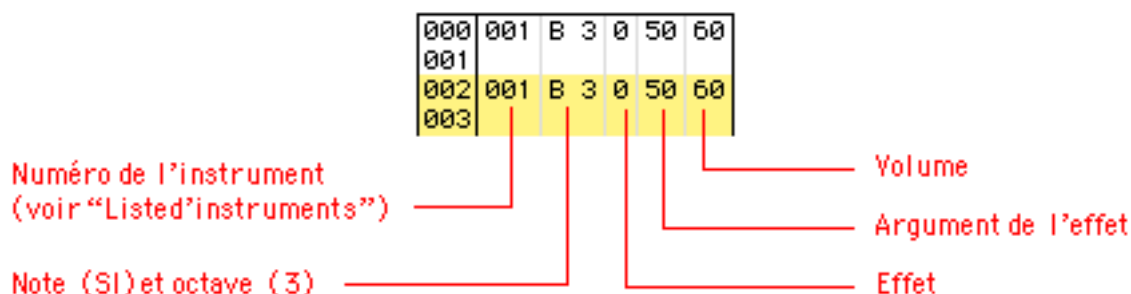 000 001 B 3 0 50 60
001
002 001 B 3 0 50 60
003
Numéro de l'instrument
(voir “Listed'instruments”)
Note (SI)et octave (3)
Volume
Argument de l'effet
Effet